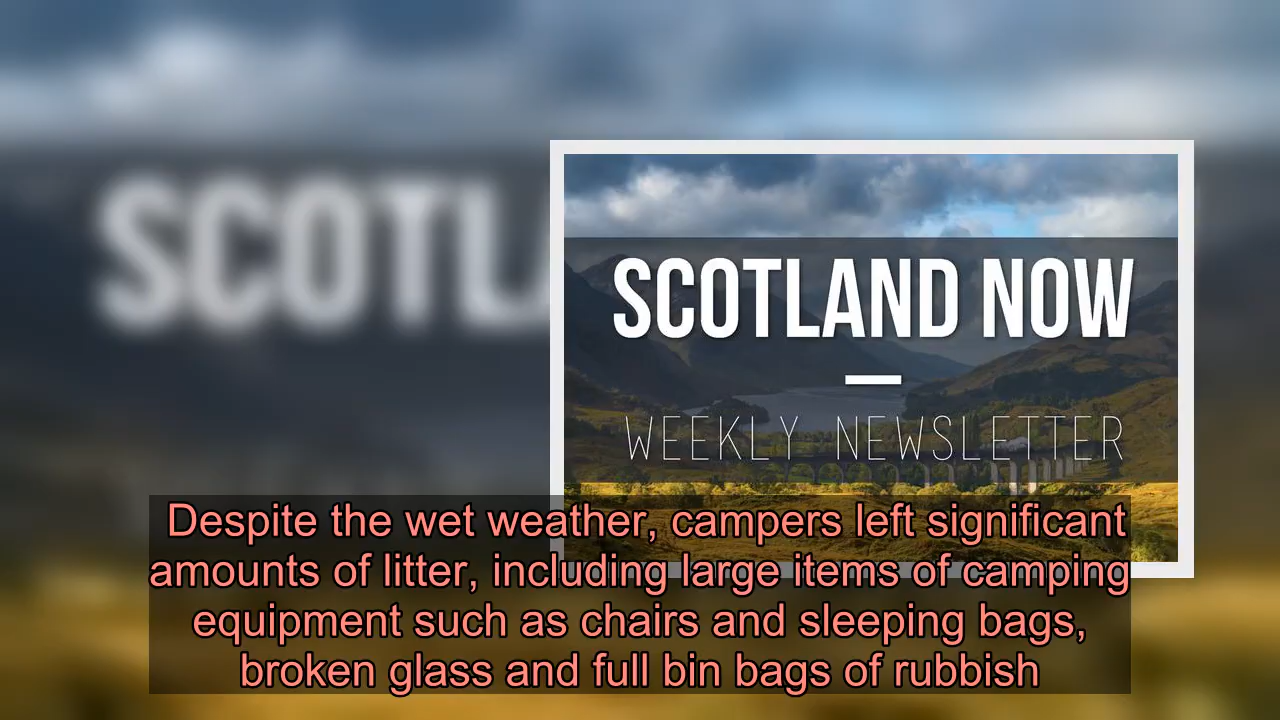 SCOTLAND NOW
WEEKLY NEWSLETTER
Despite the wet weather, campers left significant
amounts of litter, including large items of camping
equipment such as chairs and sleeping bags,
broken glass and full bin bags of rubbish